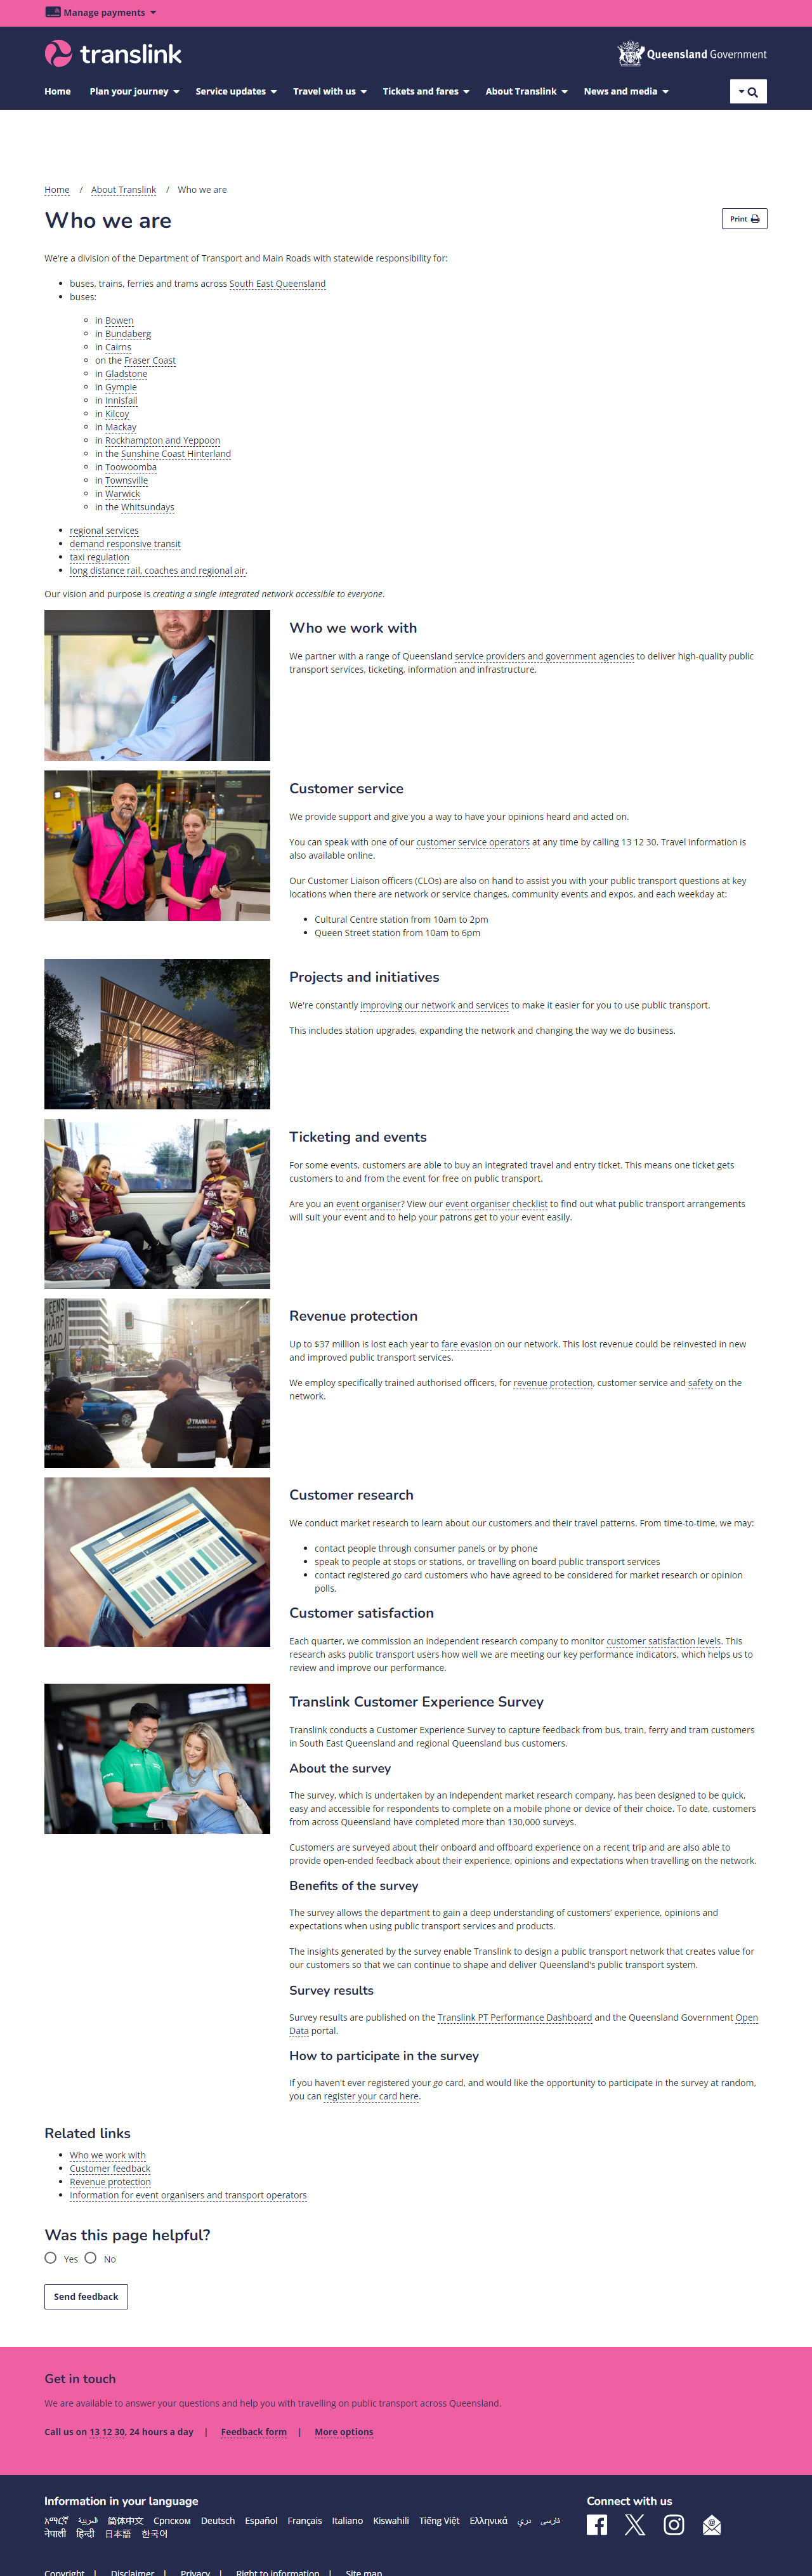 Manage payments
translink
Queensland Government
Home Plan your journey Service updates Travel with us Tickets and fares About Translink News and media
Home / About Translink / Who we are
Who we are
Print
We're a division of the Department of Transport and Main Roads with statewide responsibility for:
buses, trains, ferries and trams across South East Queensland
buses:
in Bowen
in Bundaberg
in Cairns
on the Fraser Coast
in Gladstone
in Gympie
in Innisfail
in Kilcoy
in Mackay
in Rockhampton and Yeppoon
in the Sunshine Coast Hinterland
in Toowoomba
in Townsville
in Warwick
in the Whitsundays
regional services
demand responsive transit
taxi regulation
long distance rail, coaches and regional air.
Our vision and purpose is creating a single integrated network accessible to everyone.
Who we work with
We partner with a range of Queensland service providers and government agencies to deliver high-quality public
transport services, ticketing, information and infrastructure.
Customer service
We provide support and give you a way to have your opinions heard and acted on.
You can speak with one of our customer service operators at any time by calling 13 12 30. Travel information is
also available online.
Our Customer Liaison officers (CLOs) are also on hand to assist you with your public transport questions at key
locations when there are network or service changes, community events and expos, and each weekday at:
Cultural Centre station from 10am to 2pm
Queen Street station from 10am to 6pm
Projects and initiatives
We're constantly improving our network and services to make it easier for you to use public transport.
This includes station upgrades, expanding the network and changing the way we do business.
Ticketing and events
For some events, customers are able to buy an integrated travel and entry ticket. This means one ticket gets
customers to and from the event for free on public transport.
Are you an event organiser? View our event organiser checklist to find out what public transport arrangements
will suit your event and to help your patrons get to your event easily.
Revenue protection
Up to $37 million is lost each year to fare evasion on our network. This lost revenue could be reinvested in new
and improved public transport services.
We employ specifically trained authorised officers, for revenue protection, customer service and safety on the
network.
ROAD
TRANSLink
Customer research
We conduct market research to learn about our customers and their travel patterns. From time-to-time, we may:
contact people through consumer panels or by phone
speak to people at stops or stations, or travelling on board public transport services
contact registered go card customers who have agreed to be considered for market research or opinion
polls.
Customer satisfaction
Each quarter, we commission an independent research company to monitor customer satisfaction levels. This
research asks public transport users how well we are meeting our key performance indicators, which helps us to
review and improve our performance.
Translink Customer Experience Survey
Translink conducts a Customer Experience Survey to capture feedback from bus, train, ferry and tram customers
in South East Queensland and regional Queensland bus customers.
About the survey
The survey, which is undertaken by an independent market research company, has been designed to be quick,
easy and accessible for respondents to complete on a mobile phone or device of their choice. To date, customers
from across Queensland have completed more than 130,000 surveys.
Customers are surveyed about their onboard and offboard experience on a recent trip and are also able to
provide open-ended feedback about their experience, opinions and expectations when travelling on the network.
Benefits of the survey
The survey allows the department to gain a deep understanding of customers' experience, opinions and
expectations when using public transport services and products.
The insights generated by the survey enable Translink to design a public transport network that creates value for
our customers so that we can continue to shape and deliver Queensland's public transport system.
Survey results
Survey results are published on the Translink PT Performance Dashboard and the Queensland Government Open
Data portal.
How to participate in the survey
If you haven't ever registered your go card, and would like the opportunity to participate in the survey at random,
you can register your card here.
Related links
Who we work with
Customer feedback
Revenue protection
Information for event organisers and transport operators
Was this page helpful?
Yes No
Send feedback
Get in touch
We are available to answer your questions and help you with travelling on public transport across Queensland.
Call us on 13 12 30, 24 hours a day | Feedback form | More options
Information in your language
አማርኛ العربية 简体中文 Српском Deutsch Español Français Italiano Kiswahili Tiếng Việt Ελληνικά دري فارسی
नेपाली हिन्दी 日本語 한국어
Connect with us
Copyright | Disclaimer | Privacy | Right to information | Site map